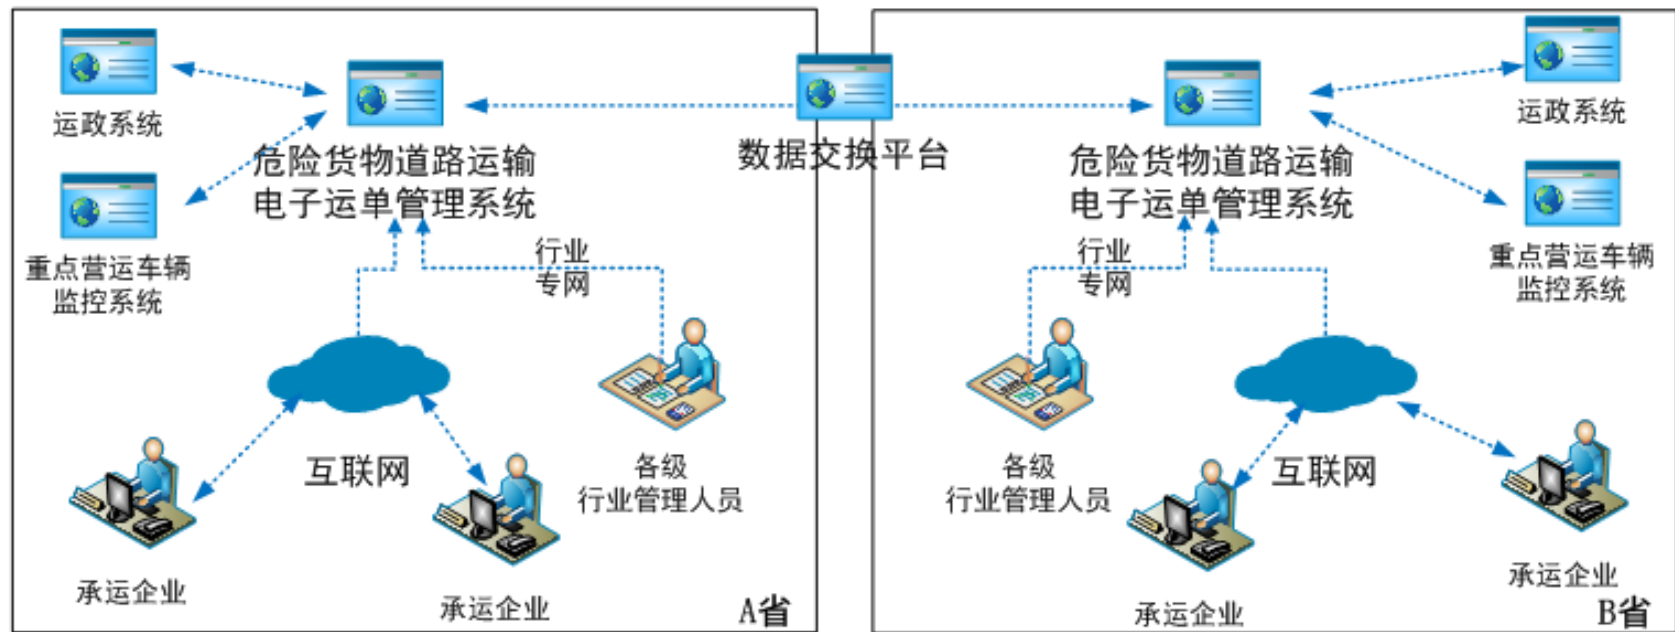 运政系统
重点营运车辆
监控系统
危险货物道路运输
电子运单管理系统
行业
专网
互联网
各级
行业管理人员
承运企业
承运企业
A省
数据交换平台
危险货物道路运输
电子运单管理系统
运政系统
重点营运车辆
监控系统
行业
专网
各级
行业管理人员
互联网
承运企业
承运企业
B省